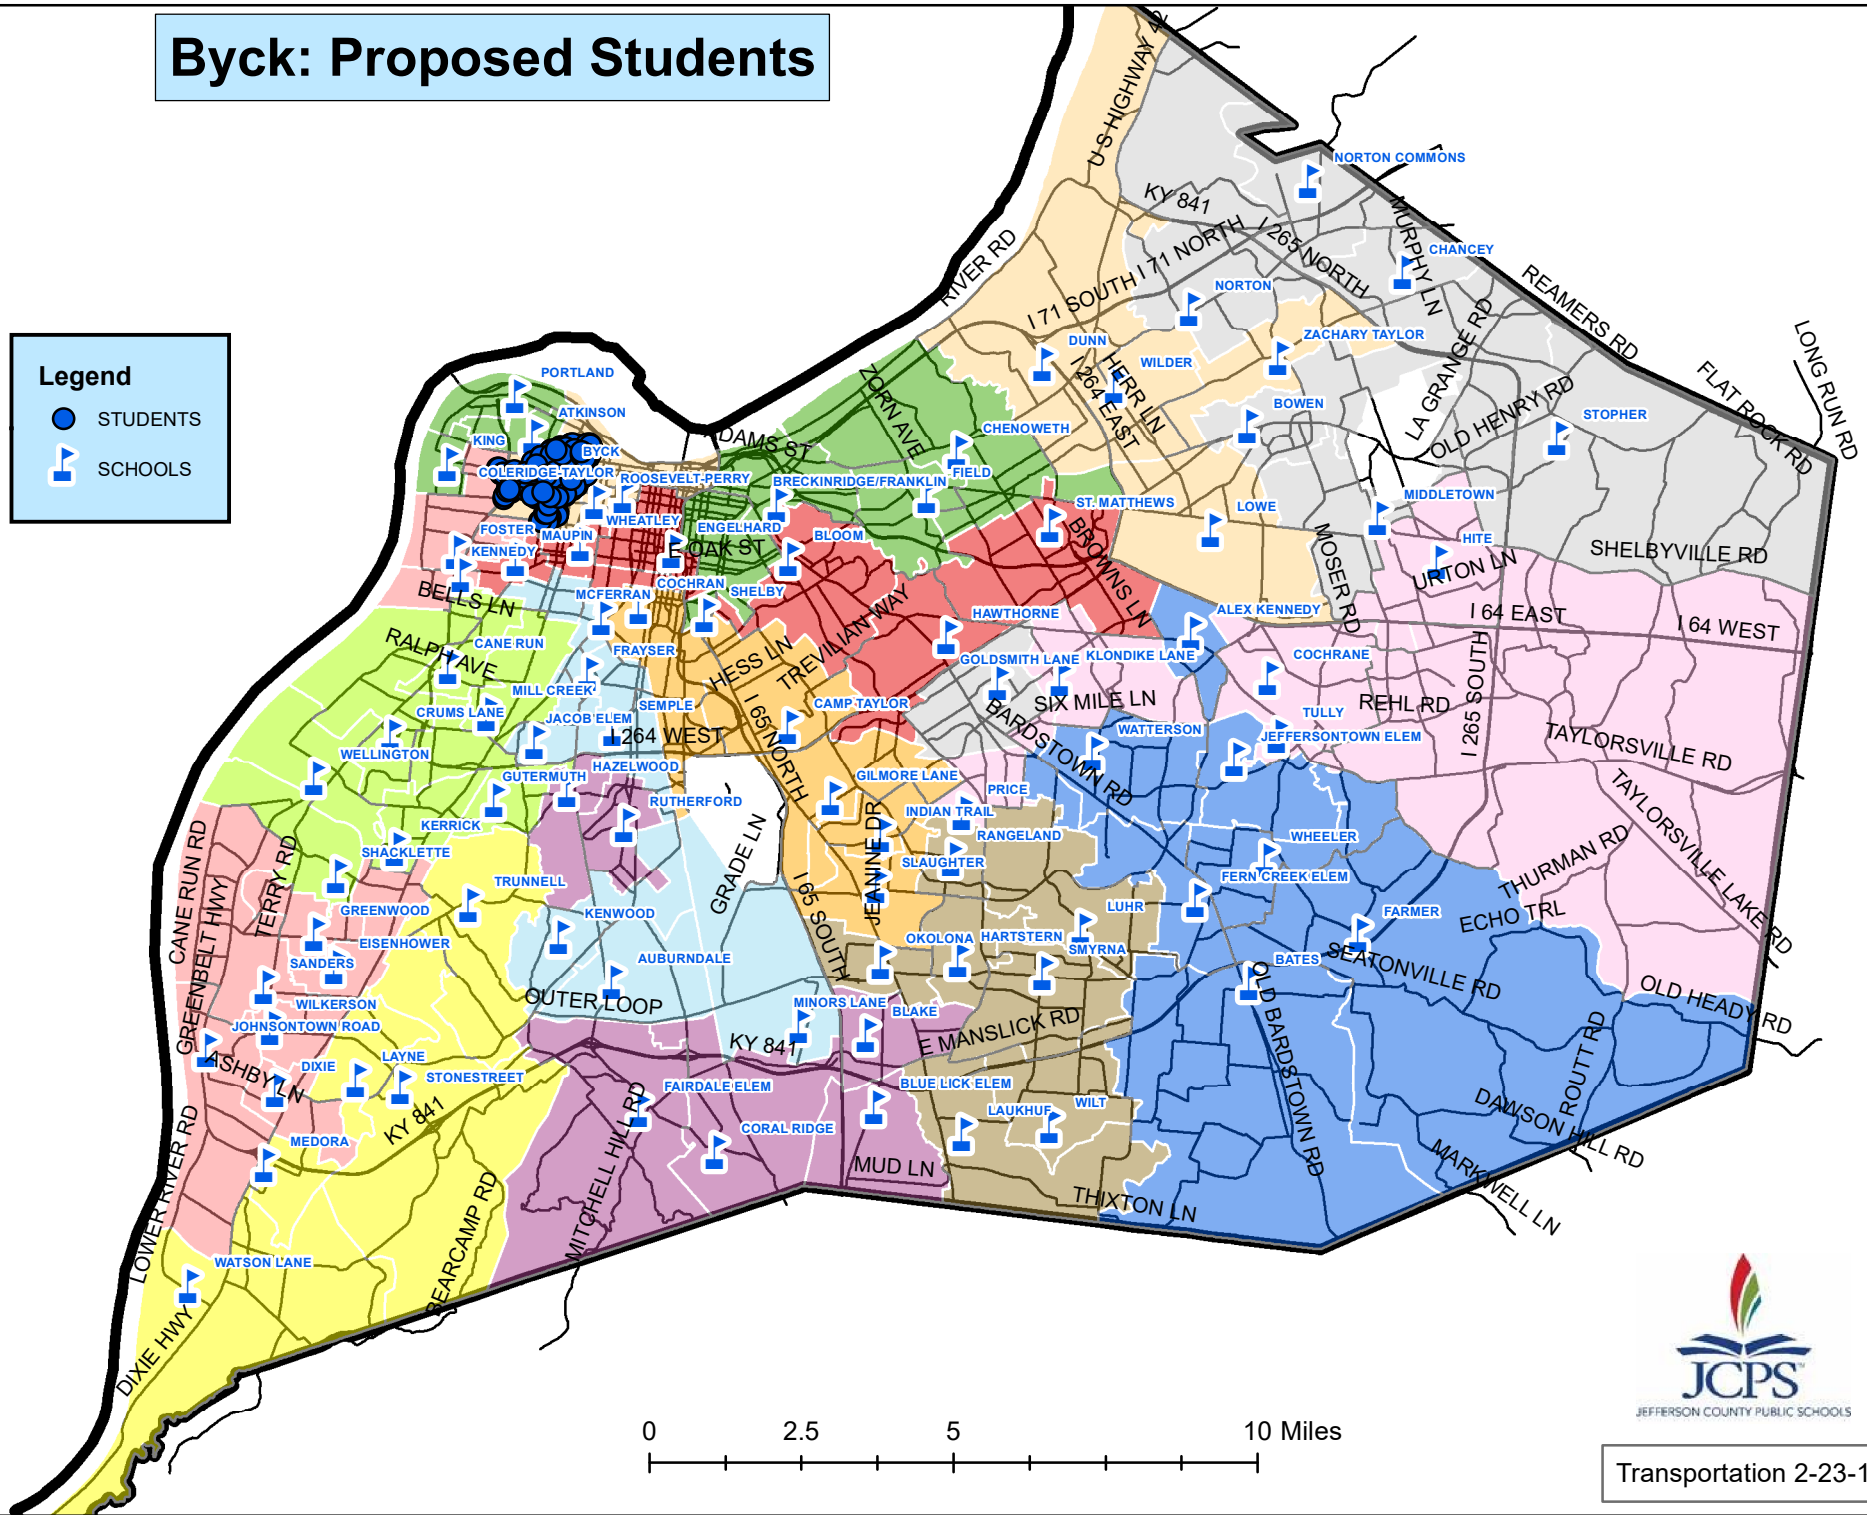 Byck: Proposed Students
U S HIGHWAY 42
NORTON COMMONS
KY 841
MURPHY LN
I 265 NORTH
I 71 NORTH
CHANCEY
RIVER RD
REAMERS RD
I 71 SOUTH
NORTON
LONG RUN RD
LA GRANGE RD
ZACHARY TAYLOR
DUNN
WILDER
HERR LN
I 264 EAST
FLAT ROCK RD
Legend
STUDENTS
SCHOOLS
PORTLAND
ZORN AVE
OLD HENRY RD
BOWEN
STOPHER
ATKINSON
ADAMS ST
CHENOWETH
KING
BYCK
COLERIDGE-TAYLOR
ROOSEVELT-PERRY
BRECKINRIDGE/FRANKLIN
FIELD
MIDDLETOWN
ST. MATTHEWS
LOWE
WHEATLEY
ENGELHARD
BLOOM
FOSTER
MAUPIN
BROWNS LN
MOSER RD
HITE
SHELBYVILLE RD
KENNEDY
E OAK ST
URTON LN
BELLS LN
MCFERRAN
COCHRAN
SHELBY
TREVILIAN WAY
HAWTHORNE
ALEX KENNEDY
I 64 EAST
I 64 WEST
RALPH AVE
CANE RUN
FRAYSER
HESS LN
GOLDSMITH LANE
KLONDIKE LANE
COCHRANE
MILL CREEK
SEMPLE
CAMP TAYLOR
SIX MILE LN
REHL RD
I 265 SOUTH
CRUMS LANE
JACOB ELEM
I 264 WEST
I 65 NORTH
BARDSTOWN RD
WATTERSON
TULLY
JEFFERSONTOWN ELEM
TAYLORSVILLE RD
WELLINGTON
GUTERMUTH
HAZELWOOD
GILMORE LANE
PRICE
RUTHERFORD
INDIAN TRAIL
TAYLORSVILLE LAKE RD
CANE RUN RD
KERRICK
RANGELAND
WHEELER
THURMAN RD
SHACKLETTE
GRADE LN
JEANINE DR
SLAUGHTER
TERRY RD
GREENBELT HWY
TRUNNELL
FERN CREEK ELEM
GREENWOOD
KENWOOD
I 65 SOUTH
LUHR
FARMER
ECHO TRL
EISENHOWER
OKOLONA
HARTSTERN
SMYRNA
SANDERS
AUBURNDALE
BATES
SEATONVILLE RD
OLD HEADY RD
WILKERSON
OUTER LOOP
MINORS LANE
BLAKE
JOHNSONTOWN ROAD
KY 841
E MANSLICK RD
OLD BARDSTOWN RD
ROUTT RD
ASHBY LN
DIXIE
LAYNE
STONESTREET
FAIRDALE ELEM
BLUE LICK ELEM
LAUKHUF
WILT
DAWSON HILL RD
KY 841
CORAL RIDGE
MEDORA
MUD LN
MARKWELL LN
LOWER RIVER RD
MITCHELL HILL RD
BEARCAMP RD
THIXTON LN
WATSON LANE
DIXIE HWY
JCPS
JEFFERSON COUNTY PUBLIC SCHOOLS
0 2.5 5 10 Miles
Transportation 2-23-1